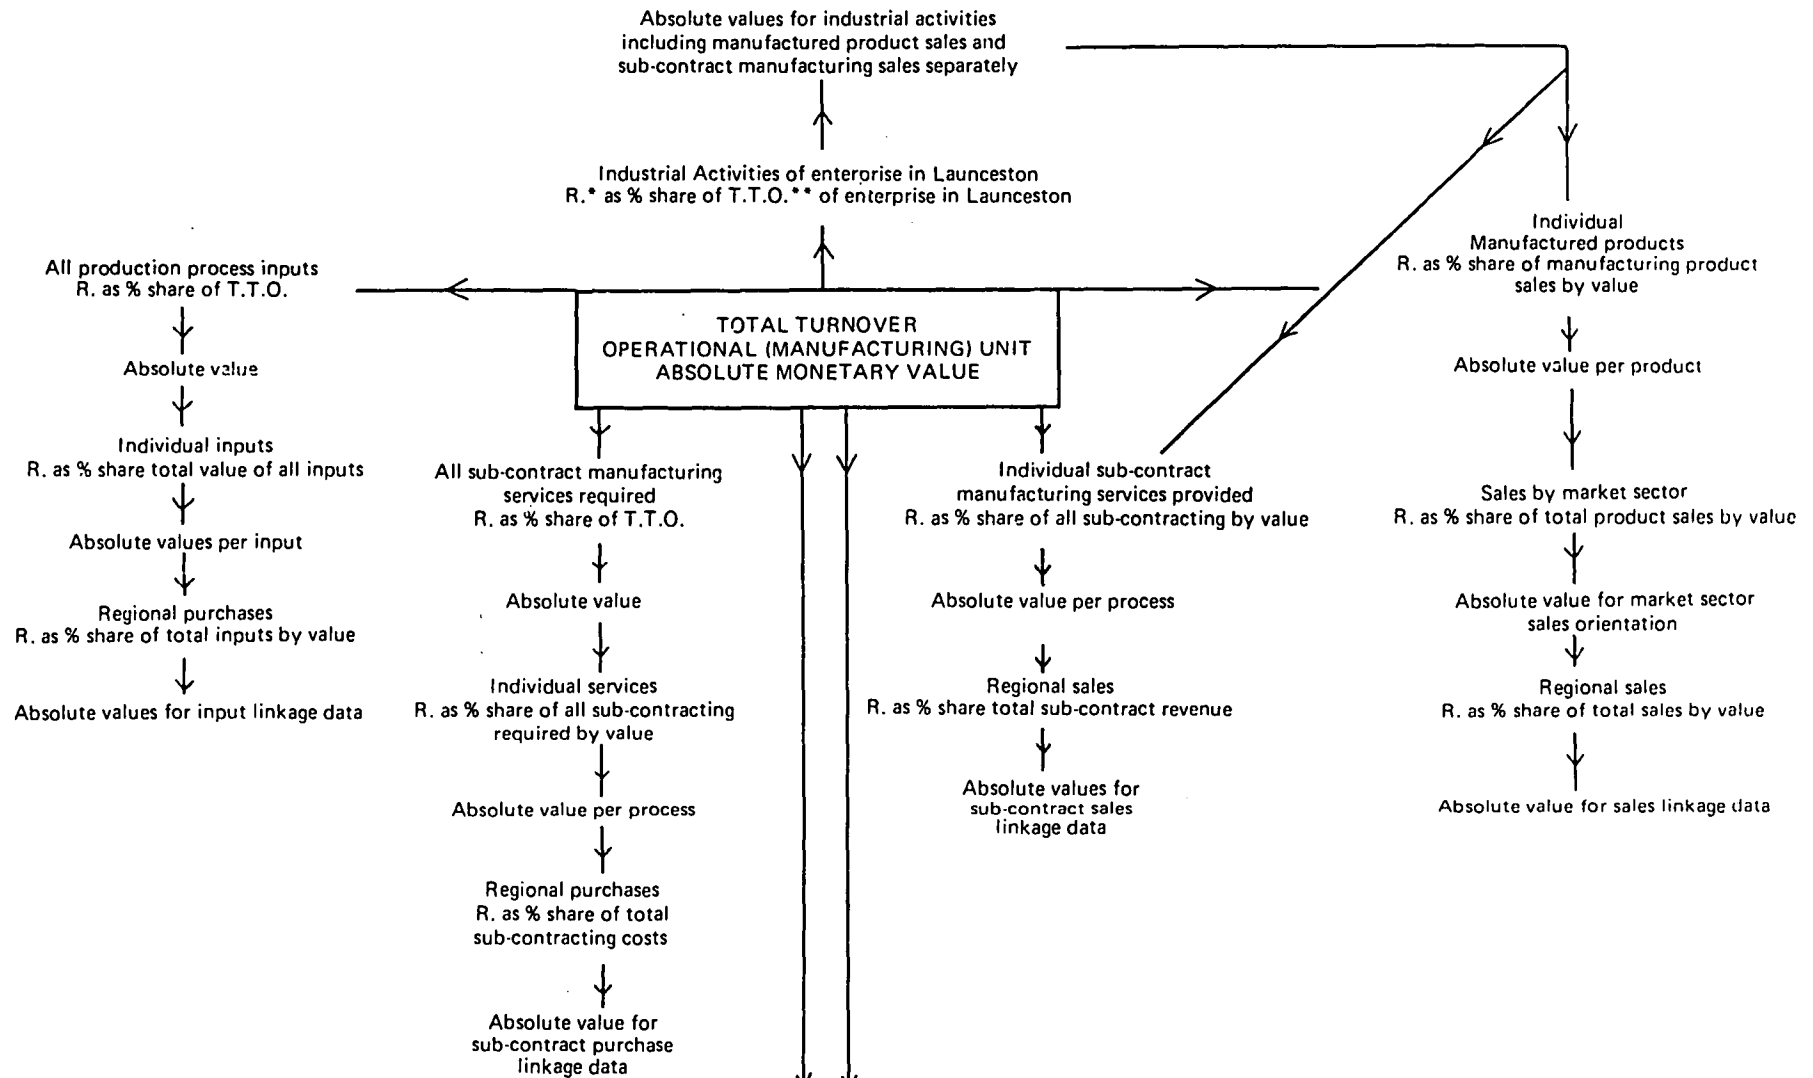 Absolute values for industrial activities
including manufactured product sales and
sub-contract manufacturing sales separately
Industrial Activities of enterprise in Launceston
R.* as % share of T.T.O.** of enterprise in Launceston
All production process inputs
R. as % share of T.T.O.
Absolute value
Individual inputs
R. as % share total value of all inputs
Absolute values per input
Regional purchases
R. as % share of total inputs by value
Absolute values for input linkage data
TOTAL TURNOVER
OPERATIONAL (MANUFACTURING) UNIT
ABSOLUTE MONETARY VALUE
All sub-contract manufacturing
services required
R. as % share of T.T.O.
Absolute value
Individual services
R. as % share of all sub-contracting
required by value
Absolute value per process
Regional purchases
R. as % share of total
sub-contracting costs
Absolute value for
sub-contract purchase
linkage data
Individual sub-contract
manufacturing services provided
R. as % share of all sub-contracting by value
Absolute value per process
Regional sales
R. as % share total sub-contract revenue
Absolute values for
sub-contract sales
linkage data
Individual
Manufactured products
R. as % share of manufacturing product
sales by value
Absolute value per product
Sales by market sector
R. as % share of total product sales by value
Absolute value for market sector
sales orientation
Regional sales
R. as % share of total sales by value
Absolute value for sales linkage data